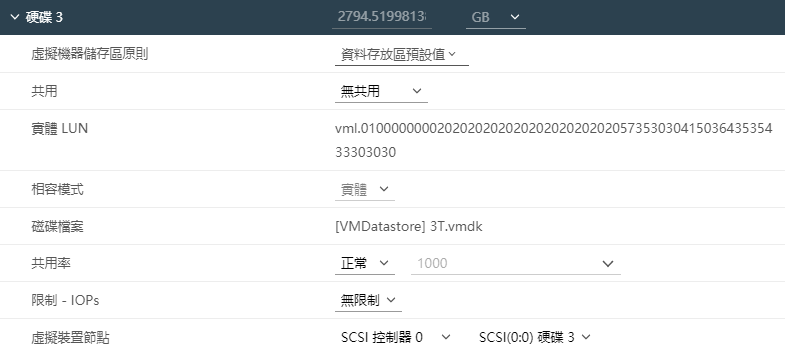 硬碟 3 2794.5199813 GB
虛擬機器儲存區原則 資料存放區預設值
共用 無共用
實體 LUN vml.010000000020202020202020202020202057353030415036435354
33303030
相容模式 實體
磁碟檔案 [VMDatastore] 3T.vmdk
共用率 正常 1000
限制 - IOPs 無限制
虛擬裝置節點 SCSI 控制器 0 SCSI(0:0) 硬碟 3